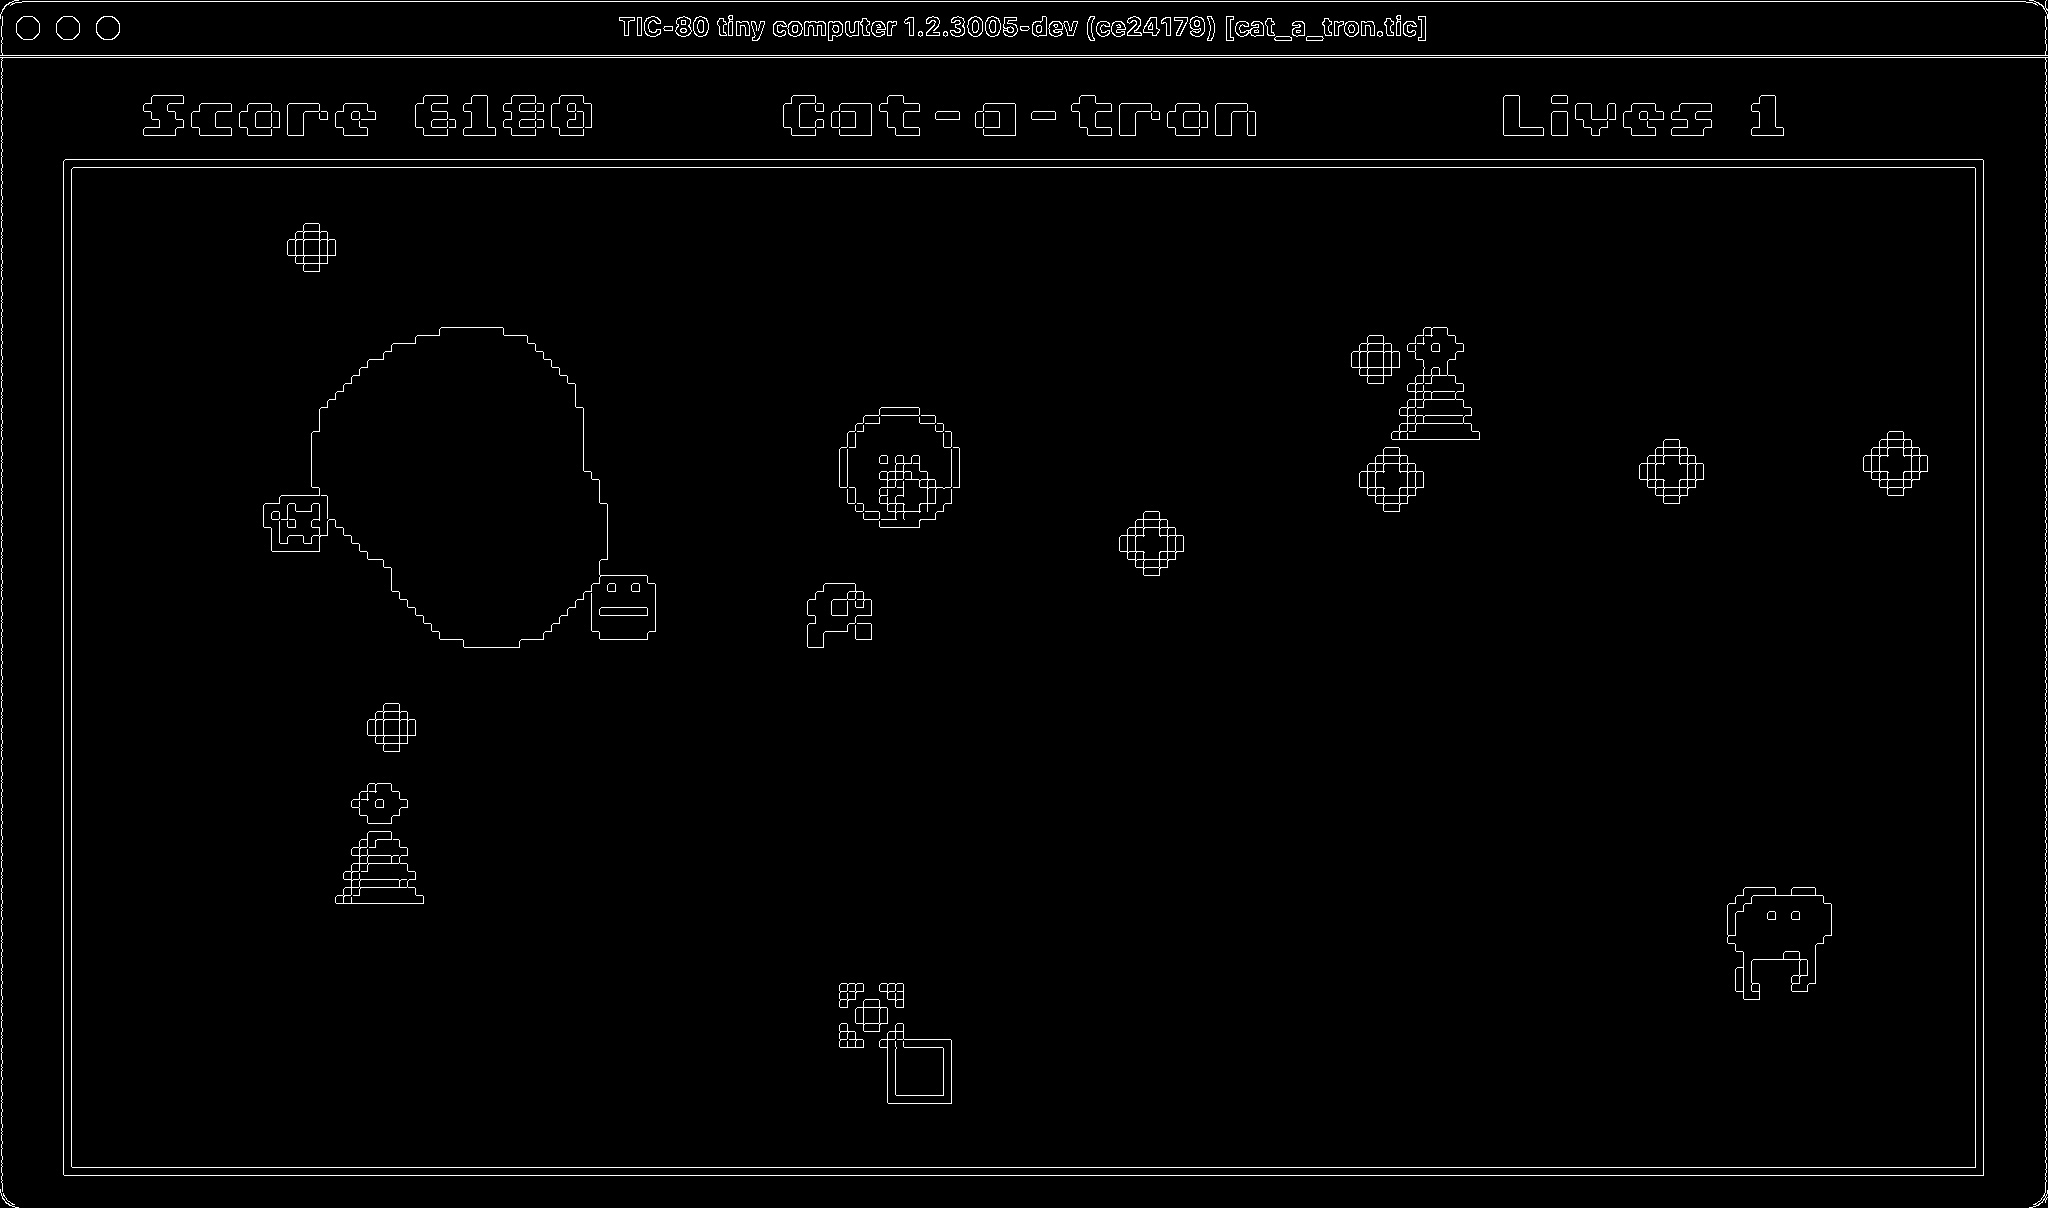 TIC-80 tiny computer 1.2.3005-dev (ce24179) [cat_a_tron.tic]
Score 6180 Cat-a-tron Lives 1